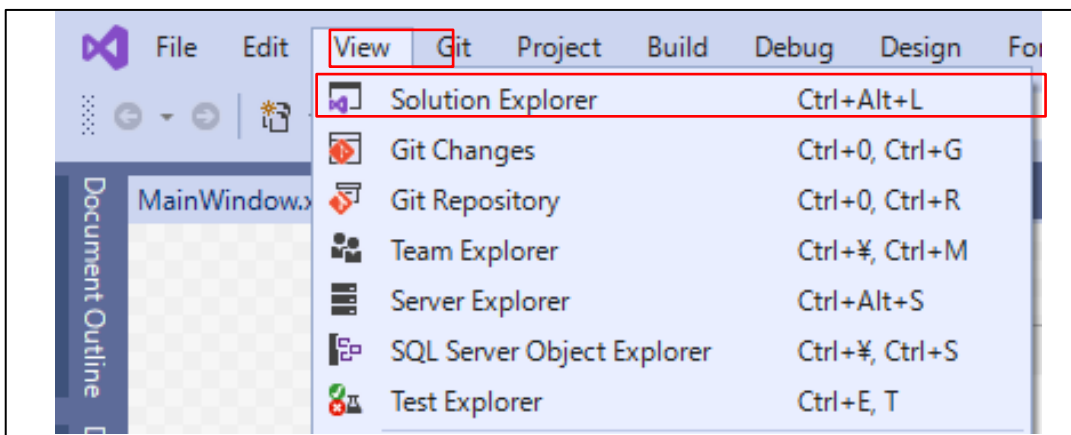 File Edit View Git Project Build Debug Design
Solution Explorer Ctrl+Alt+L
Git Changes Ctrl+0, Ctrl+G
MainWindow.x
Git Repository Ctrl+0, Ctrl+R
Team Explorer Ctrl+¥, Ctrl+M
Server Explorer Ctrl+Alt+S
SQL Server Object Explorer Ctrl+¥, Ctrl+S
Test Explorer Ctrl+E, T
Document Outline